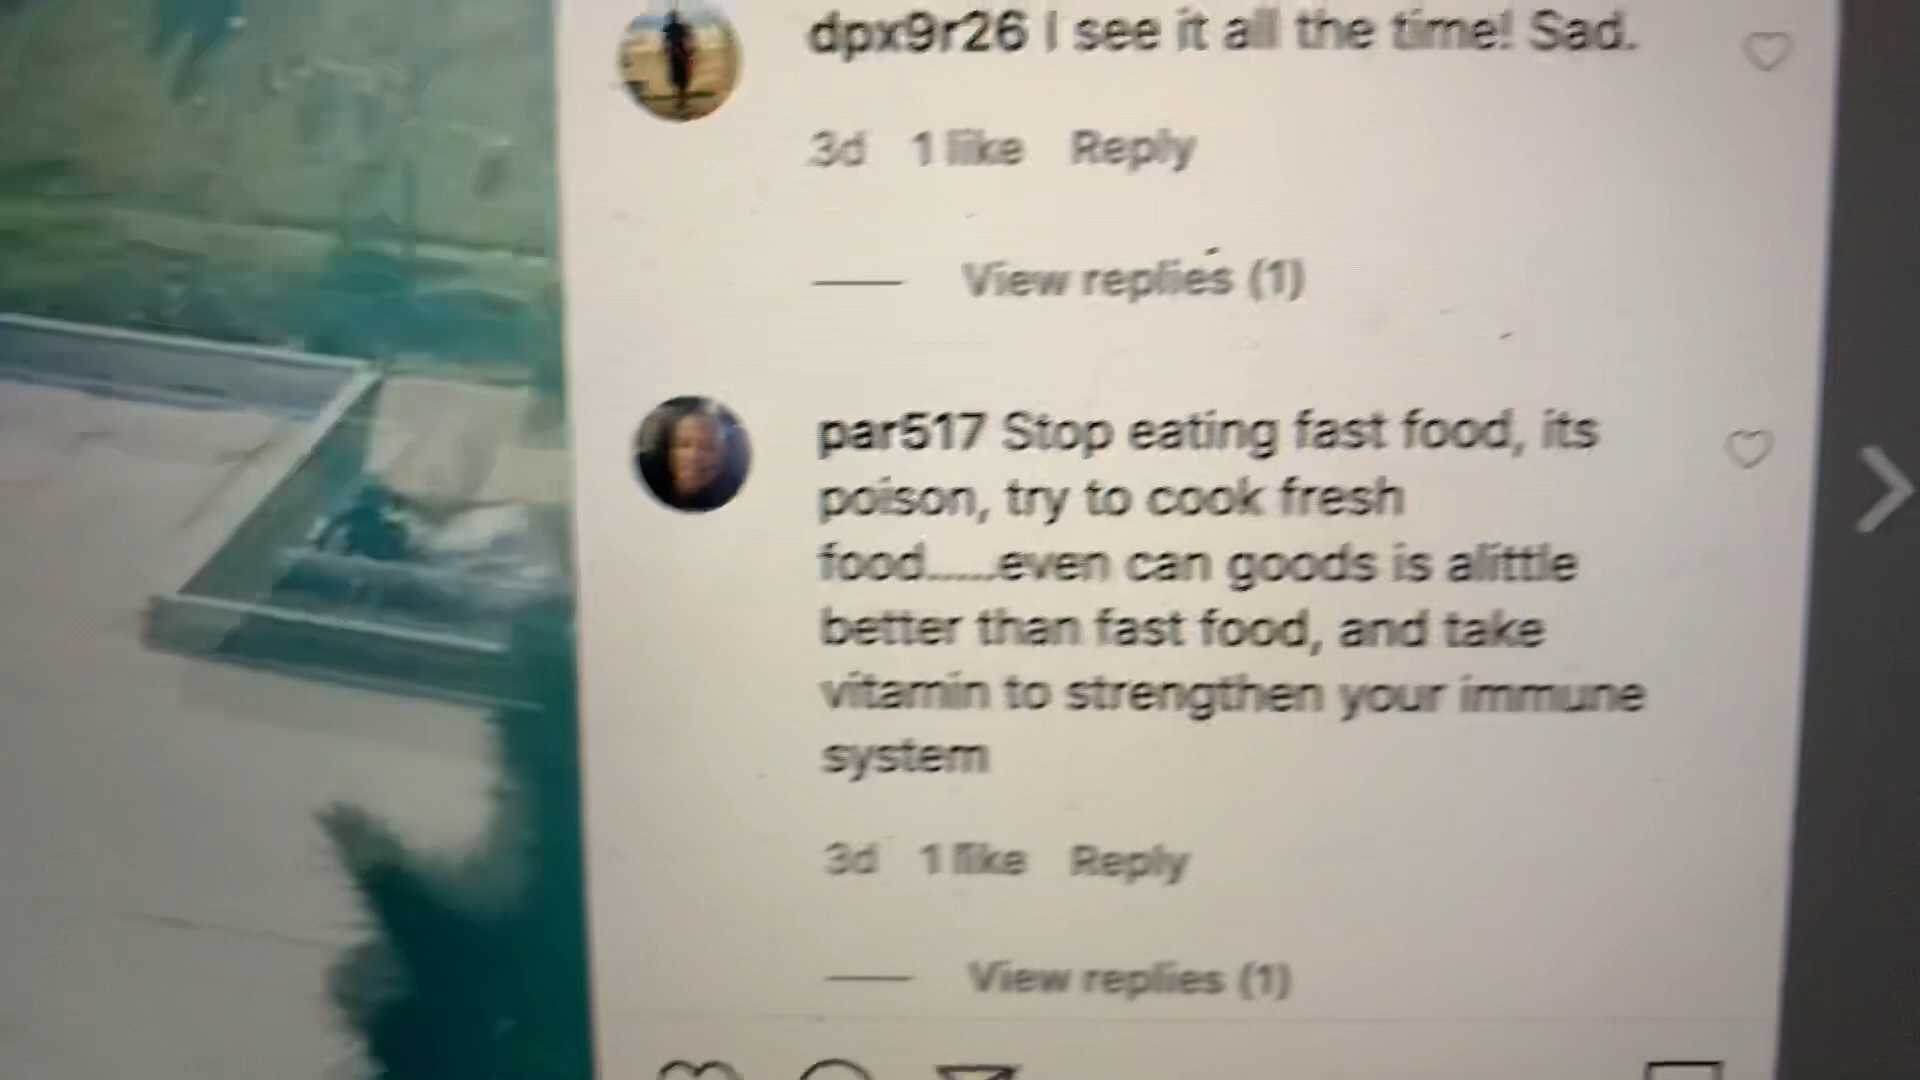 dpx9r26 I see it all the time! Sad.
3d 1 like Reply
View replies (1)
par517 Stop eating fast food, its
poison, try to cook fresh
food......even can goods is alittle
better than fast food, and take
vitamin to strengthen your immune
system
3d 1 like Reply
View replies (1)